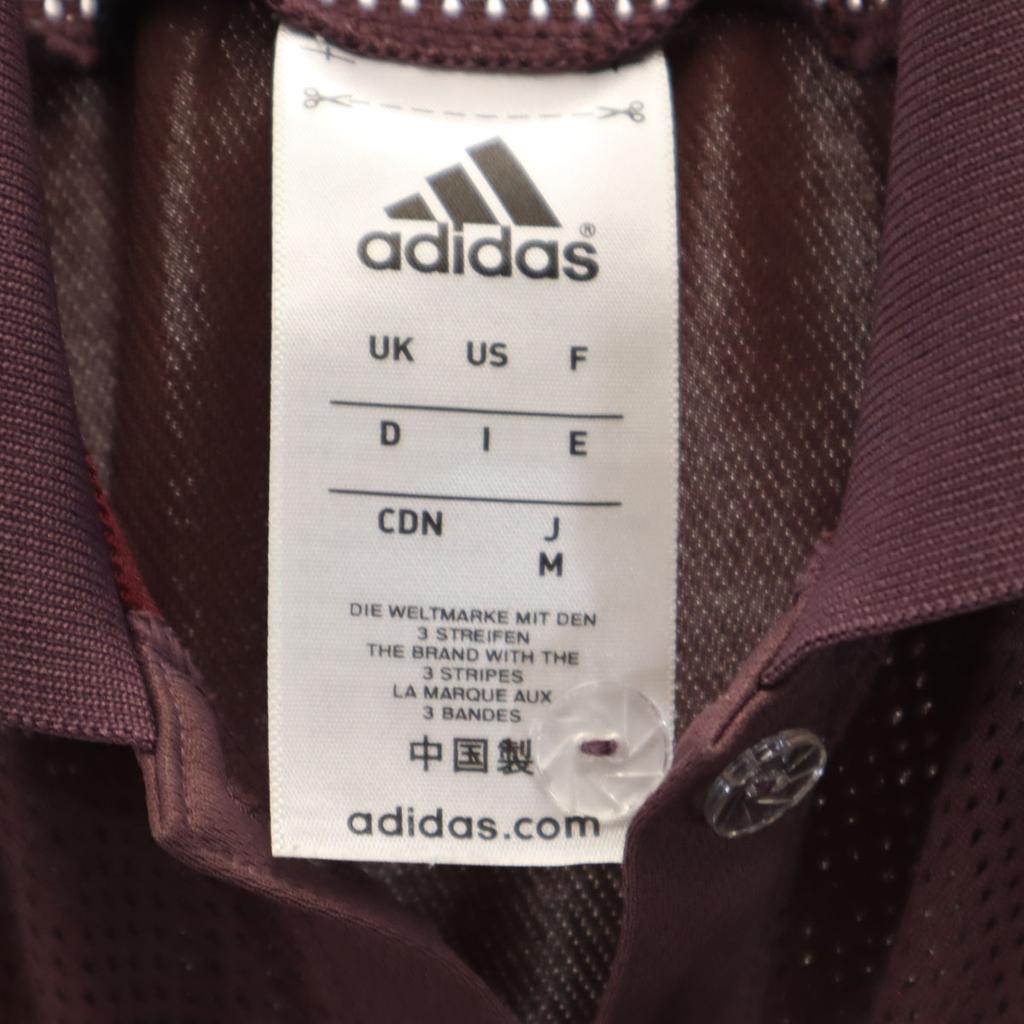 adidas®
UK US F
D I E
CDN J
M
DIE WELTMARKE MIT DEN
3 STREIFEN
THE BRAND WITH THE
3 STRIPES
LA MARQUE AUX
3 BANDES
中国製
adidas.com